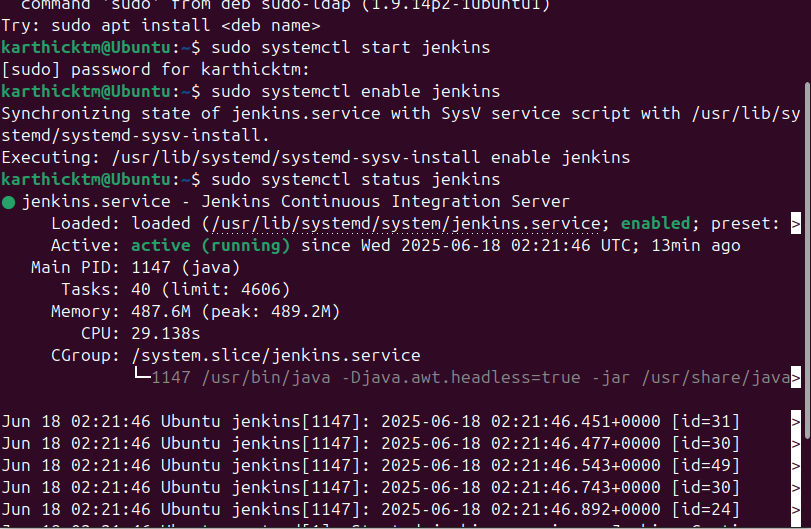 command 'sudo' from deb sudo-ldap (1.9.14p2-1ubuntu1)
Try: sudo apt install <deb name>
karthicktm@Ubuntu:~$ sudo systemctl start jenkins
[sudo] password for karthicktm:
karthicktm@Ubuntu:~$ sudo systemctl enable jenkins
Synchronizing state of jenkins.service with SysV service script with /usr/lib/sy
stemd/systemd-sysv-install.
Executing: /usr/lib/systemd/systemd-sysv-install enable jenkins
karthicktm@Ubuntu:~$ sudo systemctl status jenkins
● jenkins.service - Jenkins Continuous Integration Server
Loaded: loaded (/usr/lib/systemd/system/jenkins.service; enabled; preset: >
Active: active (running) since Wed 2025-06-18 02:21:46 UTC; 13min ago
Main PID: 1147 (java)
Tasks: 40 (limit: 4606)
Memory: 487.6M (peak: 489.2M)
CPU: 29.138s
CGroup: /system.slice/jenkins.service
└─1147 /usr/bin/java -Djava.awt.headless=true -jar /usr/share/java>
Jun 18 02:21:46 Ubuntu jenkins[1147]: 2025-06-18 02:21:46.451+0000 [id=31] >
Jun 18 02:21:46 Ubuntu jenkins[1147]: 2025-06-18 02:21:46.477+0000 [id=30] >
Jun 18 02:21:46 Ubuntu jenkins[1147]: 2025-06-18 02:21:46.543+0000 [id=49] >
Jun 18 02:21:46 Ubuntu jenkins[1147]: 2025-06-18 02:21:46.743+0000 [id=30] >
Jun 18 02:21:46 Ubuntu jenkins[1147]: 2025-06-18 02:21:46.892+0000 [id=24] >